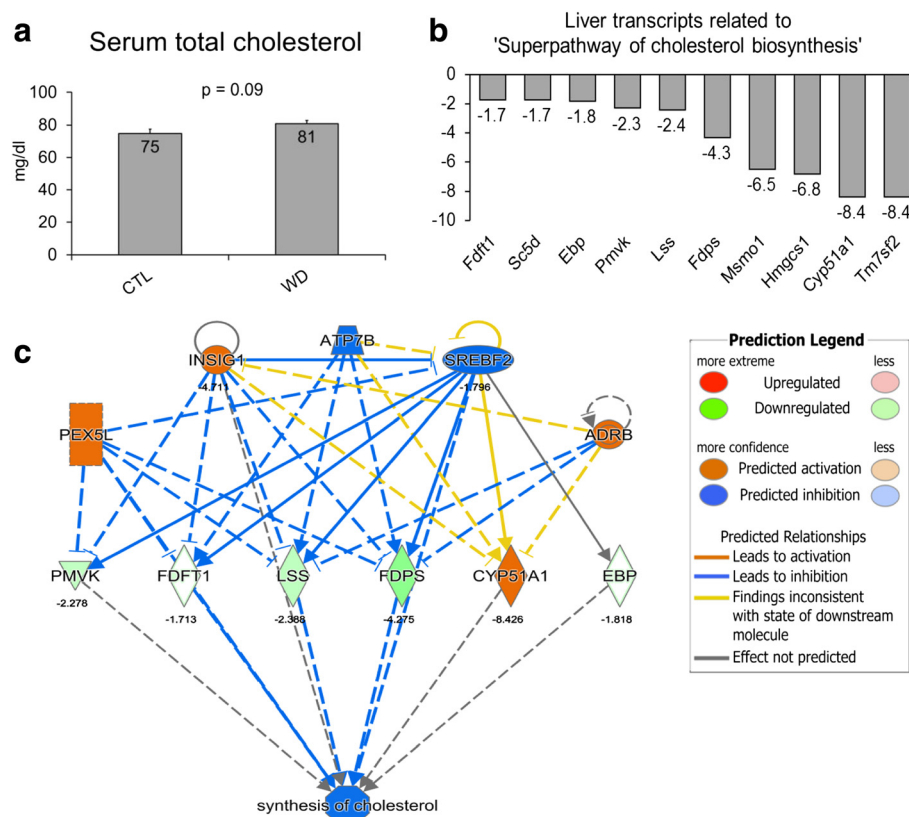 a
Serum total cholesterol
p = 0.09
mg/dl
100
80
60
40
20
0
75
81
CTL
WD
b
Liver transcripts related to
'Superpathway of cholesterol biosynthesis'
0
-2
-4
-6
-8
-10
-1.7
-1.7
-1.8
-2.3
-2.4
-4.3
-6.5
-6.8
-8.4
-8.4
Fdft1
Sc5d
Ebp
Pmvk
Lss
Fdps
Msmo1
Hmgcs1
Cyp51a1
Tm7sf2
c
INSIG1
-4.711
ATP7B
SREBF2
-1.796
PEX5L
ADRB
PMVK
-2.278
FDFT1
-1.713
LSS
-2.388
FDPS
-4.275
CYP51A1
-8.426
EBP
-1.818
synthesis of cholesterol
Prediction Legend
more extreme less
Upregulated
Downregulated
more confidence less
Predicted activation
Predicted inhibition
Predicted Relationships
Leads to activation
Leads to inhibition
Findings inconsistent
with state of downstream
molecule
Effect not predicted